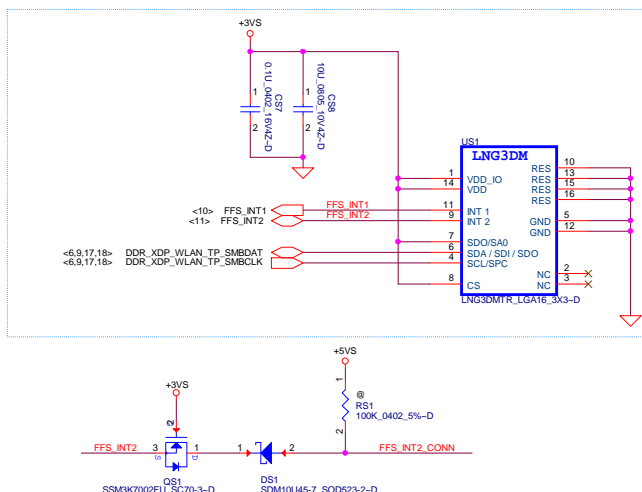 +3VS
1
2
CS7
0.1U_0402_16V4Z~D
1
2
CS8
10U_0805_10V4Z~D
US1
LNG3DM
1 VDD_IO
14 VDD
11 INT 1
9 INT 2
7 SDO/SA0
6 SDA / SDI / SDO
4 SCL/SPC
8 CS
RES 10
RES 13
RES 15
RES 16
GND 5
GND 12
NC 2
NC 3
LNG3DMTR_LGA16_3X3~D
<10> FFS_INT1 FFS_INT1
<11> FFS_INT2 FFS_INT2
<6,9,17,18> DDR_XDP_WLAN_TP_SMBDAT
<6,9,17,18> DDR_XDP_WLAN_TP_SMBCLK
+5VS
+3VS
1
@
RS1
100K_0402_5%~D
2
2
FFS_INT2 3 S D 1 1 2 FFS_INT2_CONN
QS1 DS1
SSM3K7002FU_SC70-3~D SDM10U45-7_SOD523-2~D